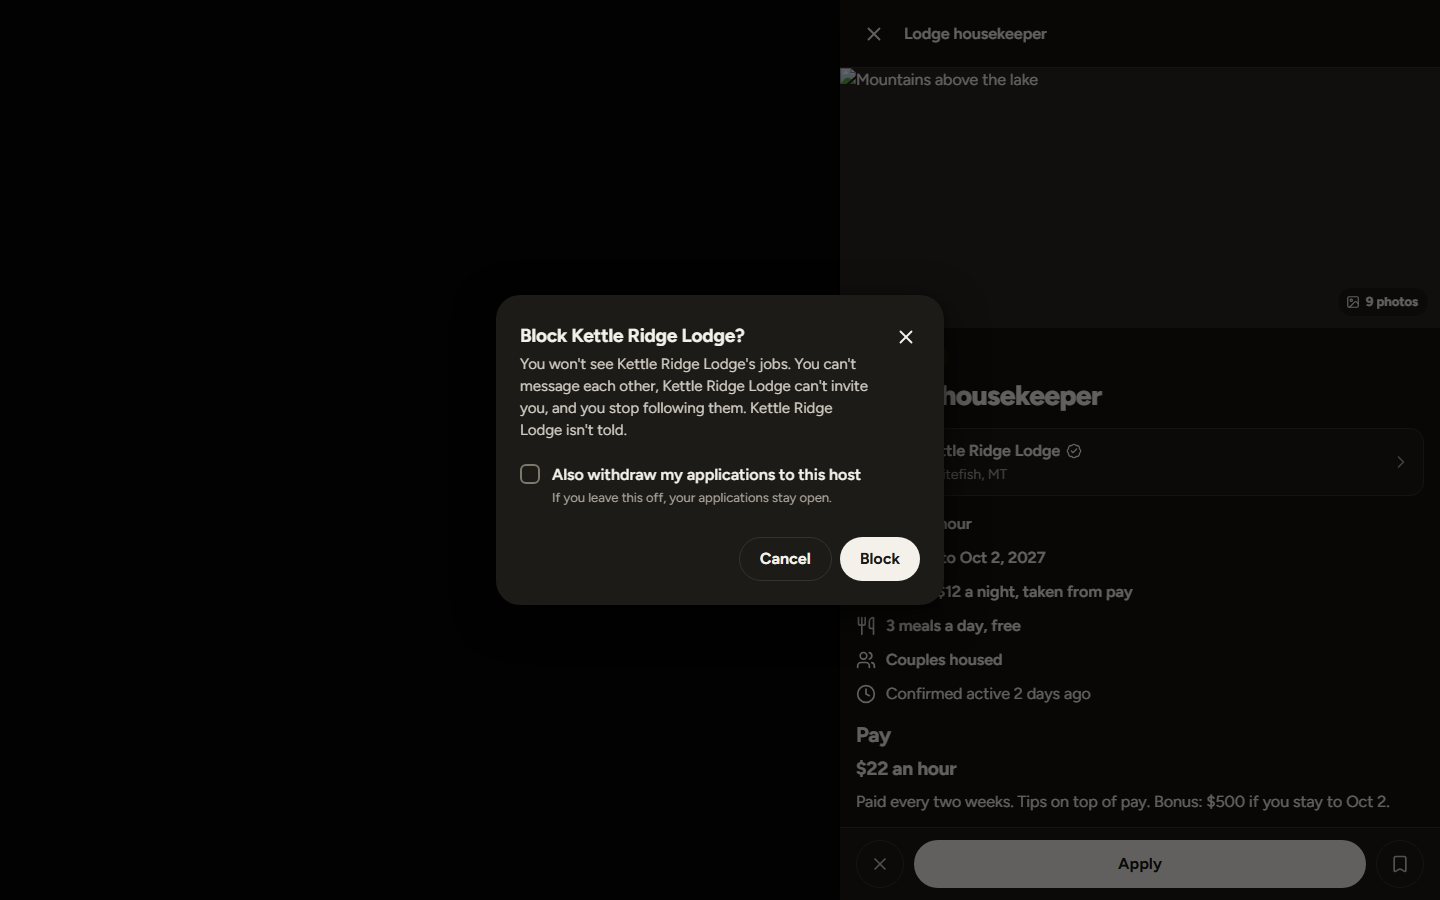 Lodge housekeeper
Mountains above the lake
9 photos
Block Kettle Ridge Lodge?
You won't see Kettle Ridge Lodge's jobs. You can't
message each other, Kettle Ridge Lodge can't invite
you, and you stop following them. Kettle Ridge
Lodge isn't told.
Also withdraw my applications to this host
If you leave this off, your applications stay open.
Cancel
Block
housekeeper
Ridge Lodge
MT
to Oct 2, 2027
$12 a night, taken from pay
3 meals a day, free
Couples housed
Confirmed active 2 days ago
Pay
$22 an hour
Paid every two weeks. Tips on top of pay. Bonus: $500 if you stay to Oct 2.
Apply